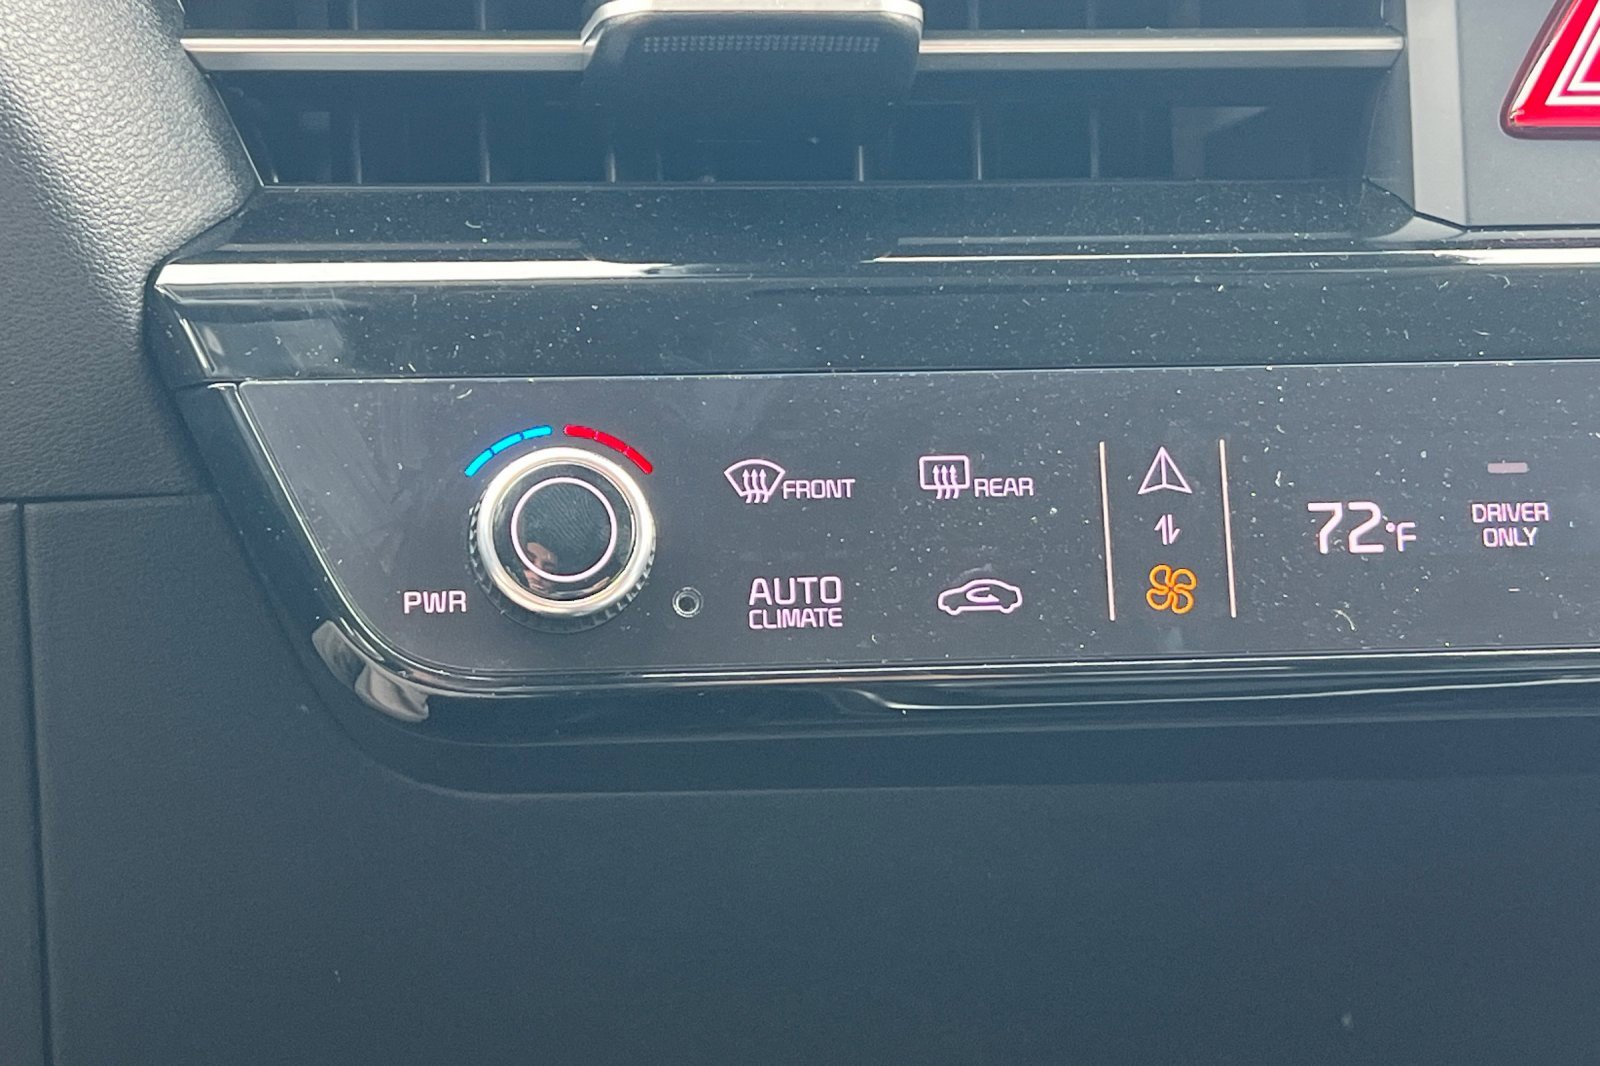 FRONT
REAR
PWR
AUTO
CLIMATE
72°F
DRIVER
ONLY